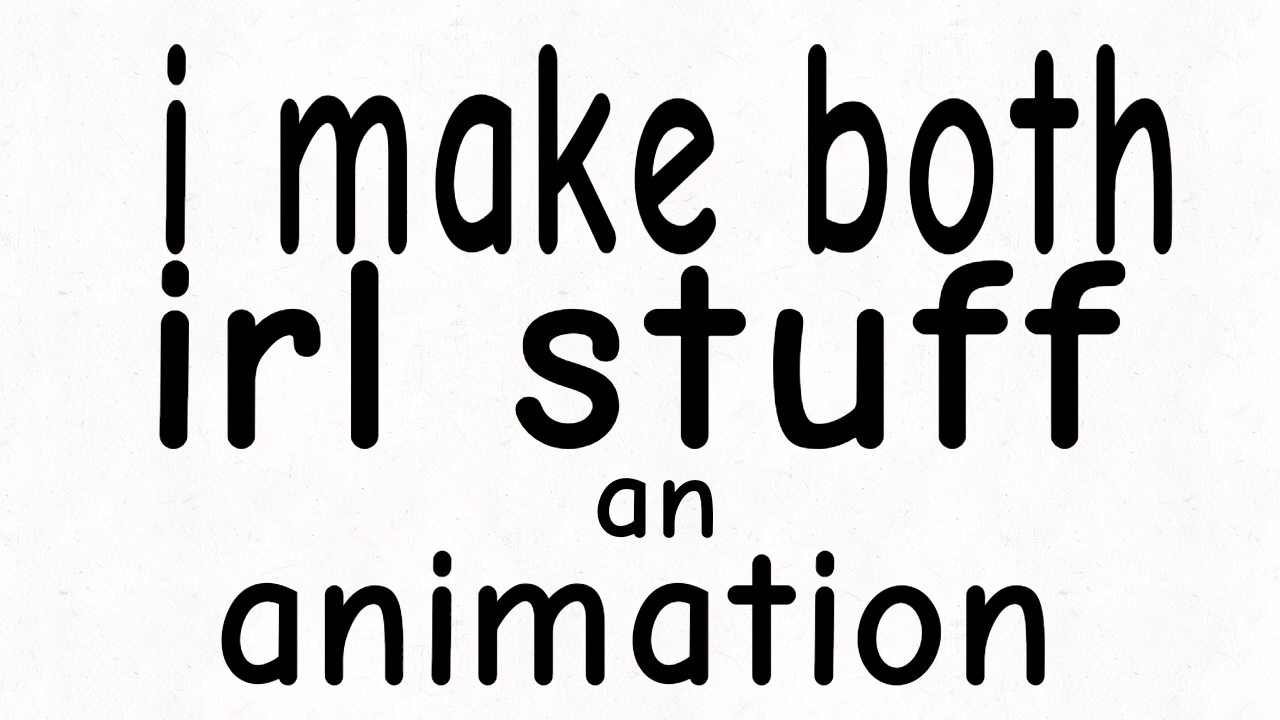 i make both
irl stuff
an
animation